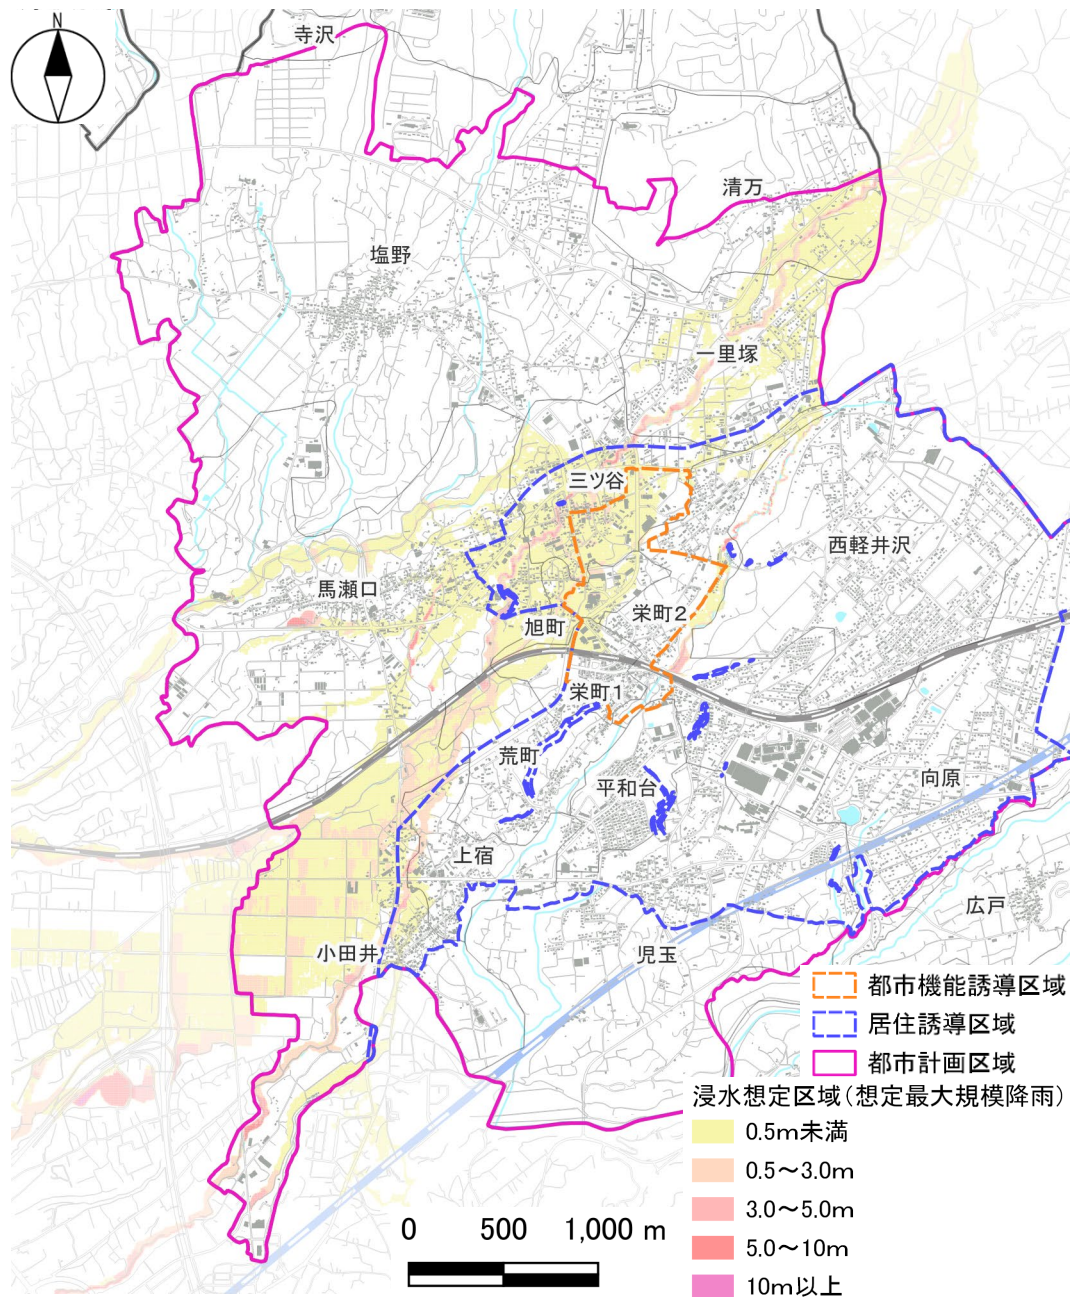 N
寺沢
清万
塩野
一里塚
三ツ谷
西軽井沢
馬瀬口
栄町2
旭町
栄町1
荒町
向原
平和台
上宿
広戸
小田井
児玉
都市機能誘導区域
居住誘導区域
都市計画区域
浸水想定区域(想定最大規模降雨)
0.5m未満
0.5~3.0m
3.0~5.0m
5.0~10m
10m以上
0 500 1,000 m